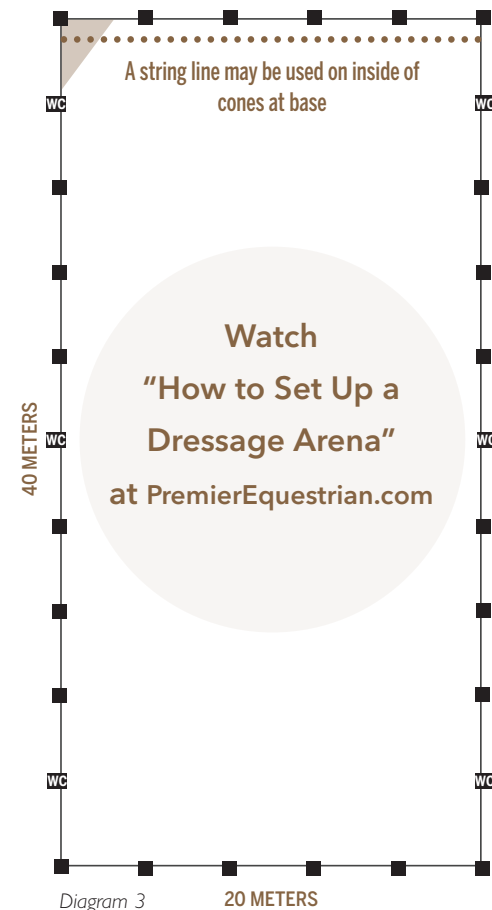 A string line may be used on inside of
cones at base
WC
WC
Watch
“How to Set Up a
Dressage Arena”
at PremierEquestrian.com
40 METERS
WC
WC
WC
WC
Diagram 3
20 METERS